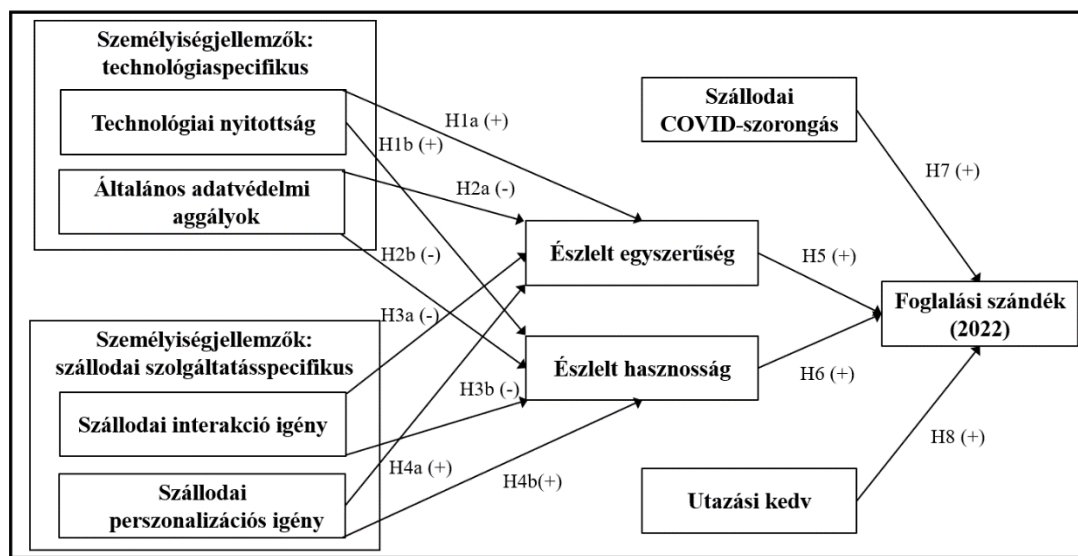 Személyiségjellemzők:
technológiaspecifikus
Technológiai nyitottság
Általános adatvédelmi
aggályok
Személyiségjellemzők:
szállodai szolgáltatásspecifikus
Szállodai interakció igény
Szállodai
perszonalizációs igény
H1a (+)
H1b (+)
H2a (-)
H2b (-)
H3a (-)
H3b (-)
H4a (+)
H4b(+)
Észlelt egyszerűség
Észlelt hasznosság
Szállodai
COVID-szorongás
H7 (+)
H5 (+)
H6 (+)
Foglalási szándék
(2022)
H8 (+)
Utazási kedv